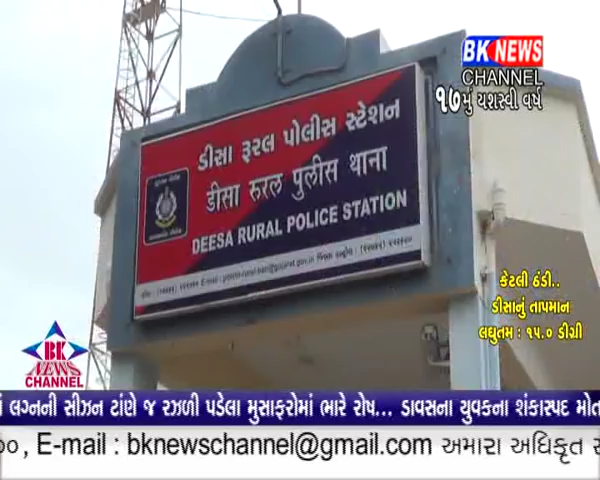 BK NEWS
CHANNEL
૧૭મું યશસ્વી વર્ષ
ડીસા રૂરલ પોલીસ સ્ટેશન
डीसा रुरल पुलीस थाना
DEESA RURAL POLICE STATION
કેટલી ઠંડી..
ડીસાનું તાપમાન
લઘુતમ : ૧૫.૦ ડીગ્રી
BK
NEWS
CHANNEL
લગ્નની સીઝન ટાંણે જ રઝળી પડેલા મુસાફરોમાં ભારે રોષ... ડાવસના યુવકના શંકાસ્પદ મોત
૦, E-mail : bknewschannel@gmail.com અમારા અધિકૃત